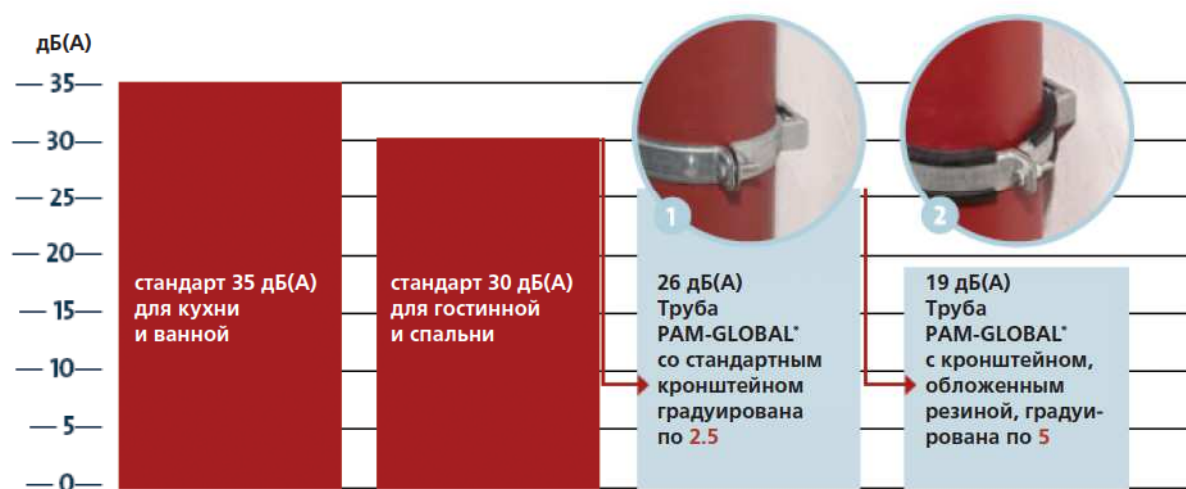 дБ(А)
— 35—
— 30—
— 25—
— 20—
— 15—
— 10—
— 5—
— 0—
стандарт 35 дБ(А)
для кухни
и ванной
стандарт 30 дБ(А)
для гостинной
и спальни
1
26 дБ(А)
Труба
PAM-GLOBAL*
со стандартным
кронштейном
градуирована
по 2.5
2
19 дБ(А)
Труба
PAM-GLOBAL*
с кронштейном,
обложенным
резиной, градуи-
рована по 5